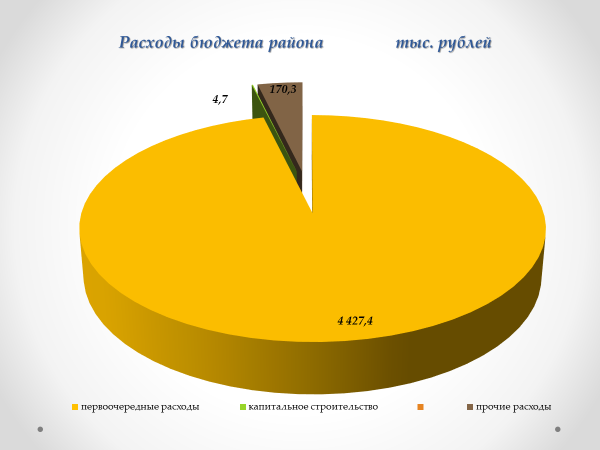 Расходы бюджета района тыс. рублей
170,3
4,7
4 427,4
первоочередные расходы капитальное строительство прочие расходы